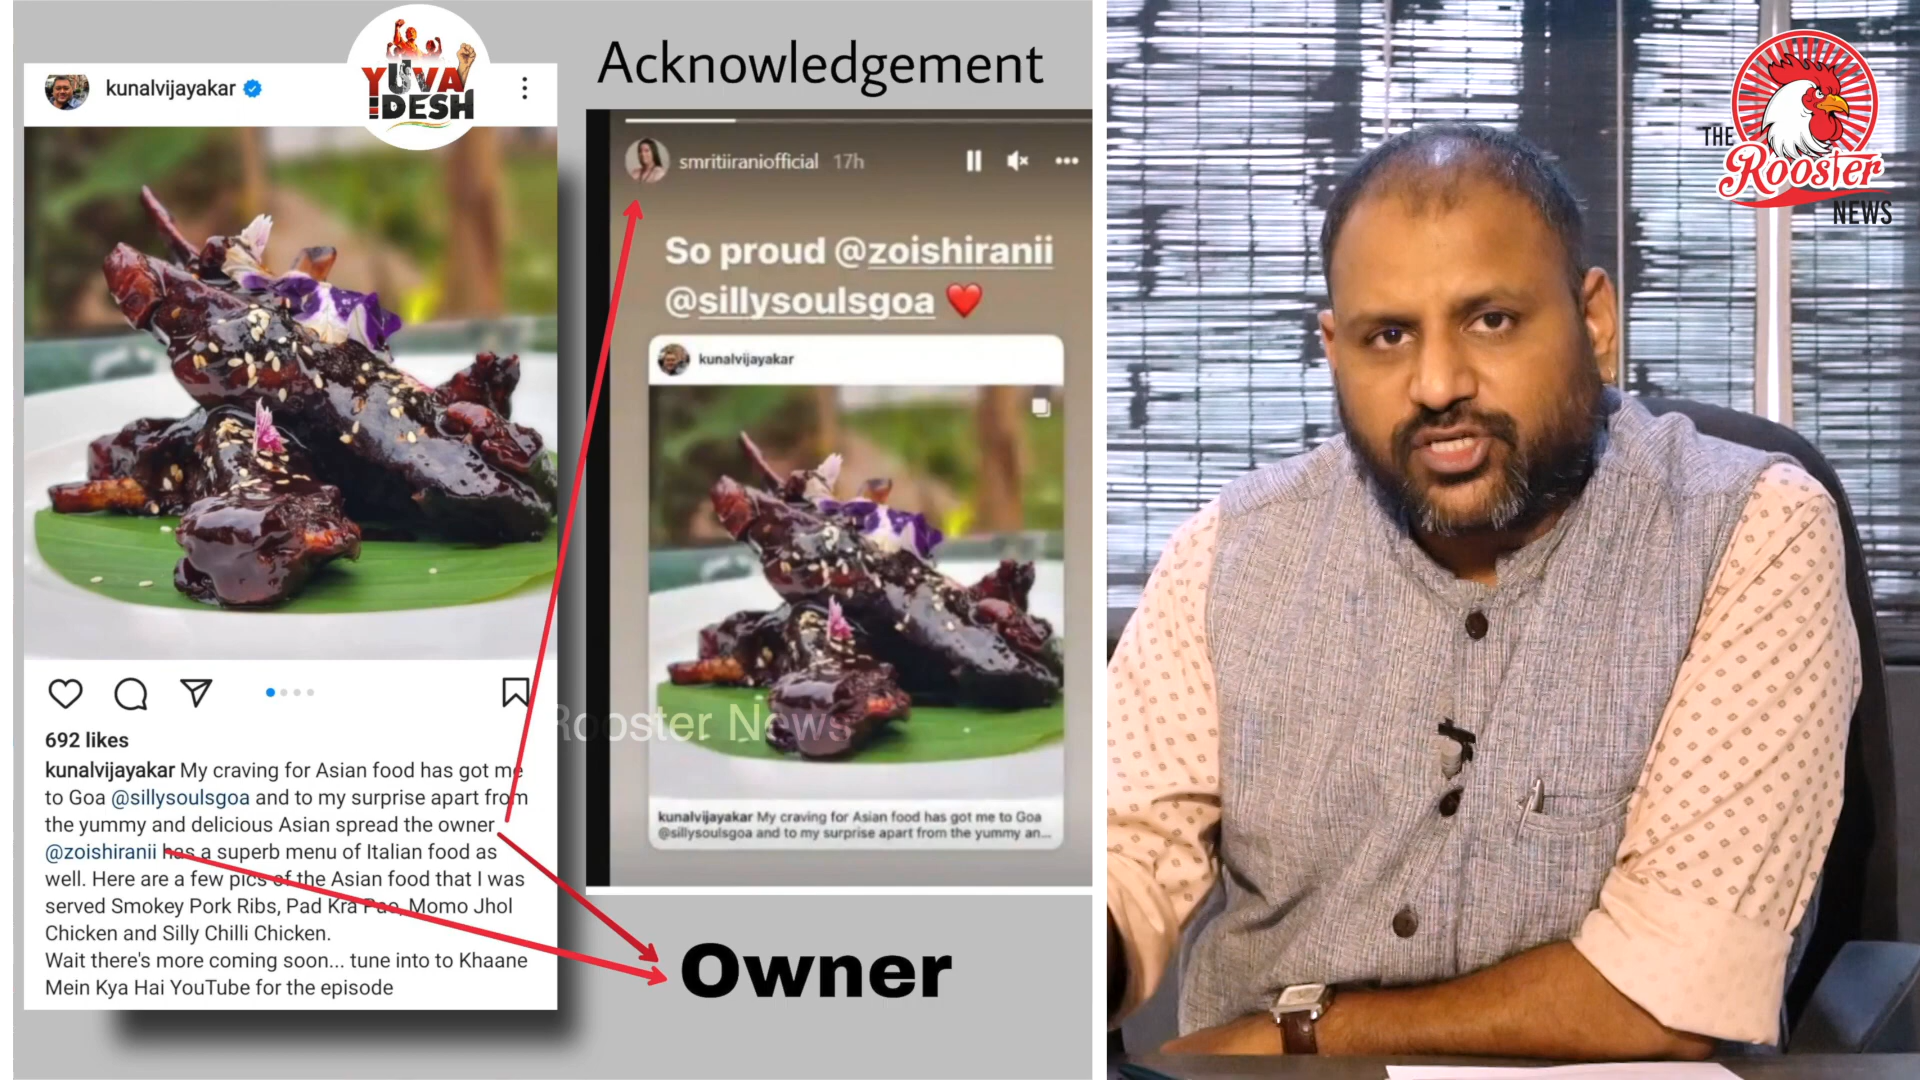 kunalvijayakar
YUVA
DESH
692 likes
kunalvijayakar My craving for Asian food has got me
to Goa @sillysoulsgoa and to my surprise apart from
the yummy and delicious Asian spread the owner
@zoishiranii has a superb menu of Italian food as
well. Here are a few pics of the Asian food that I was
served Smokey Pork Ribs, Pad Kra Pao, Momo Jhol
Chicken and Silly Chilli Chicken.
Wait there's more coming soon... tune into to Khaane
Mein Kya Hai YouTube for the episode
Acknowledgement
smritiiraniofficial 17h
So proud @zoishiranii
@sillysoulsgoa ❤️
kunalvijayakar
Rooster News
kunalvijayakar My craving for Asian food has got me to Goa
@sillysoulsgoa and to my surprise apart from the yummy an...
Owner
THE
Rooster
NEWS